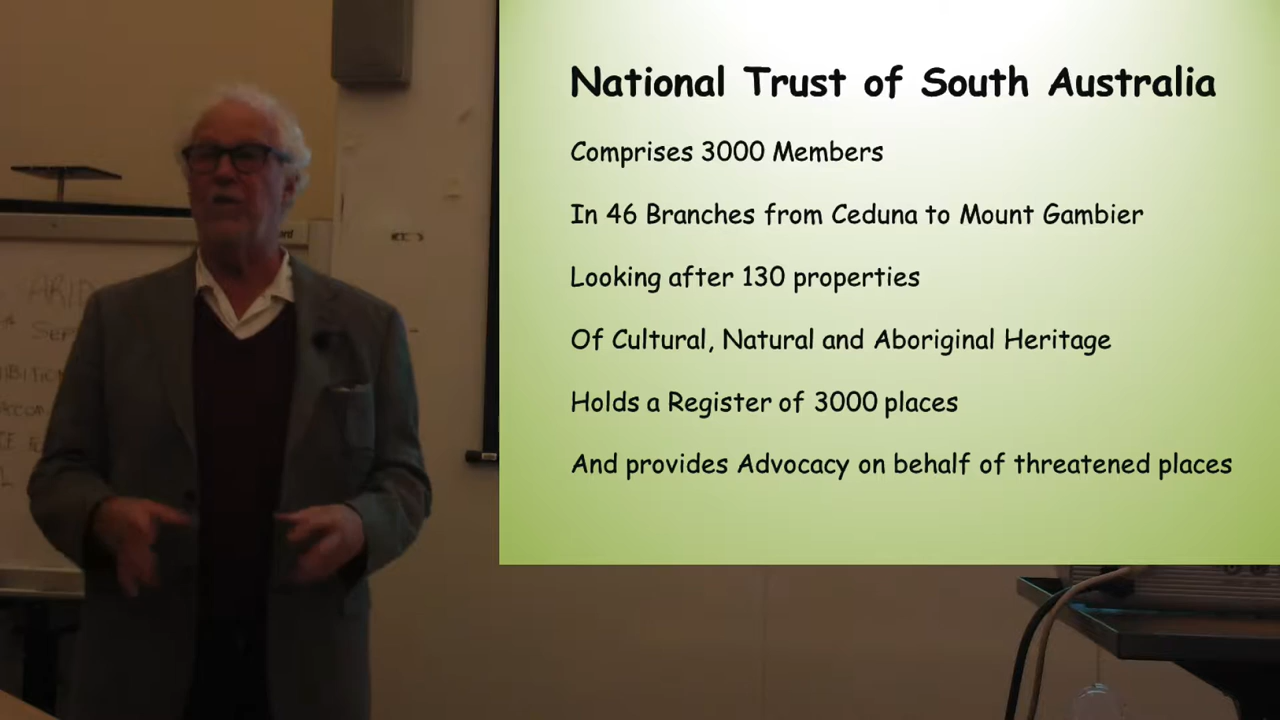 National Trust of South Australia
Comprises 3000 Members
In 46 Branches from Ceduna to Mount Gambier
Looking after 130 properties
Of Cultural, Natural and Aboriginal Heritage
Holds a Register of 3000 places
And provides Advocacy on behalf of threatened places
ARID